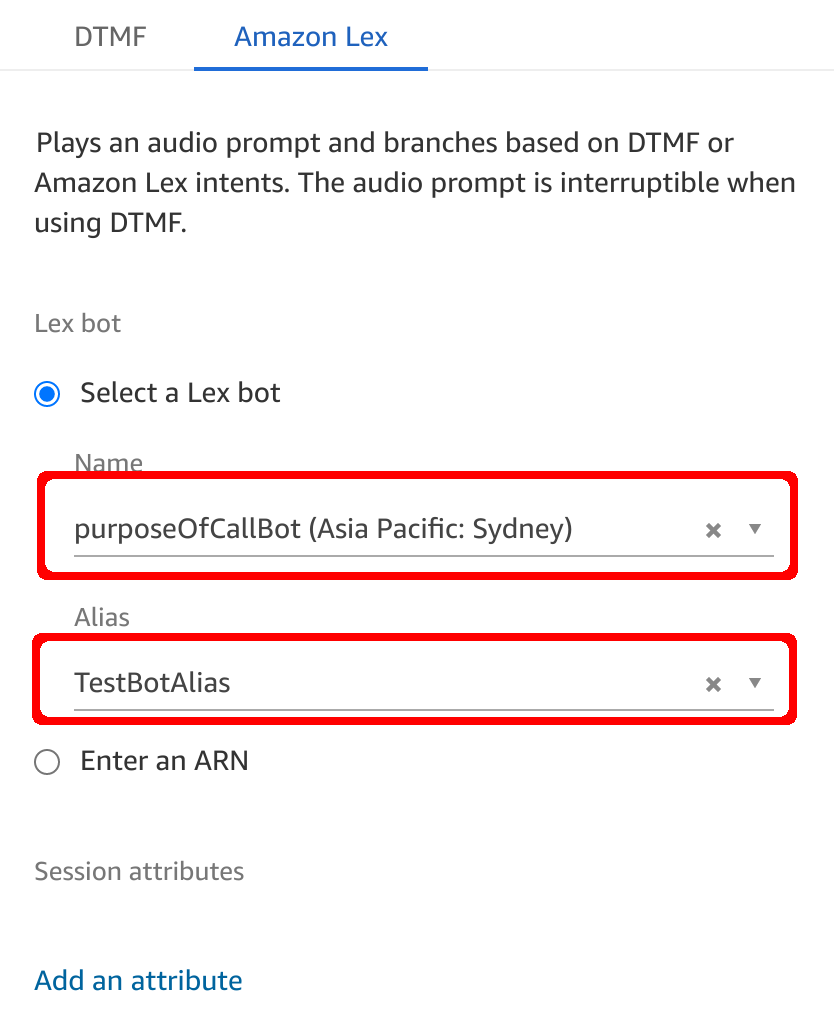 DTMF Amazon Lex
Plays an audio prompt and branches based on DTMF or
Amazon Lex intents. The audio prompt is interruptible when
using DTMF.
Lex bot
Select a Lex bot
Name
purposeOfCallBot (Asia Pacific: Sydney)
Alias
TestBotAlias
Enter an ARN
Session attributes
Add an attribute